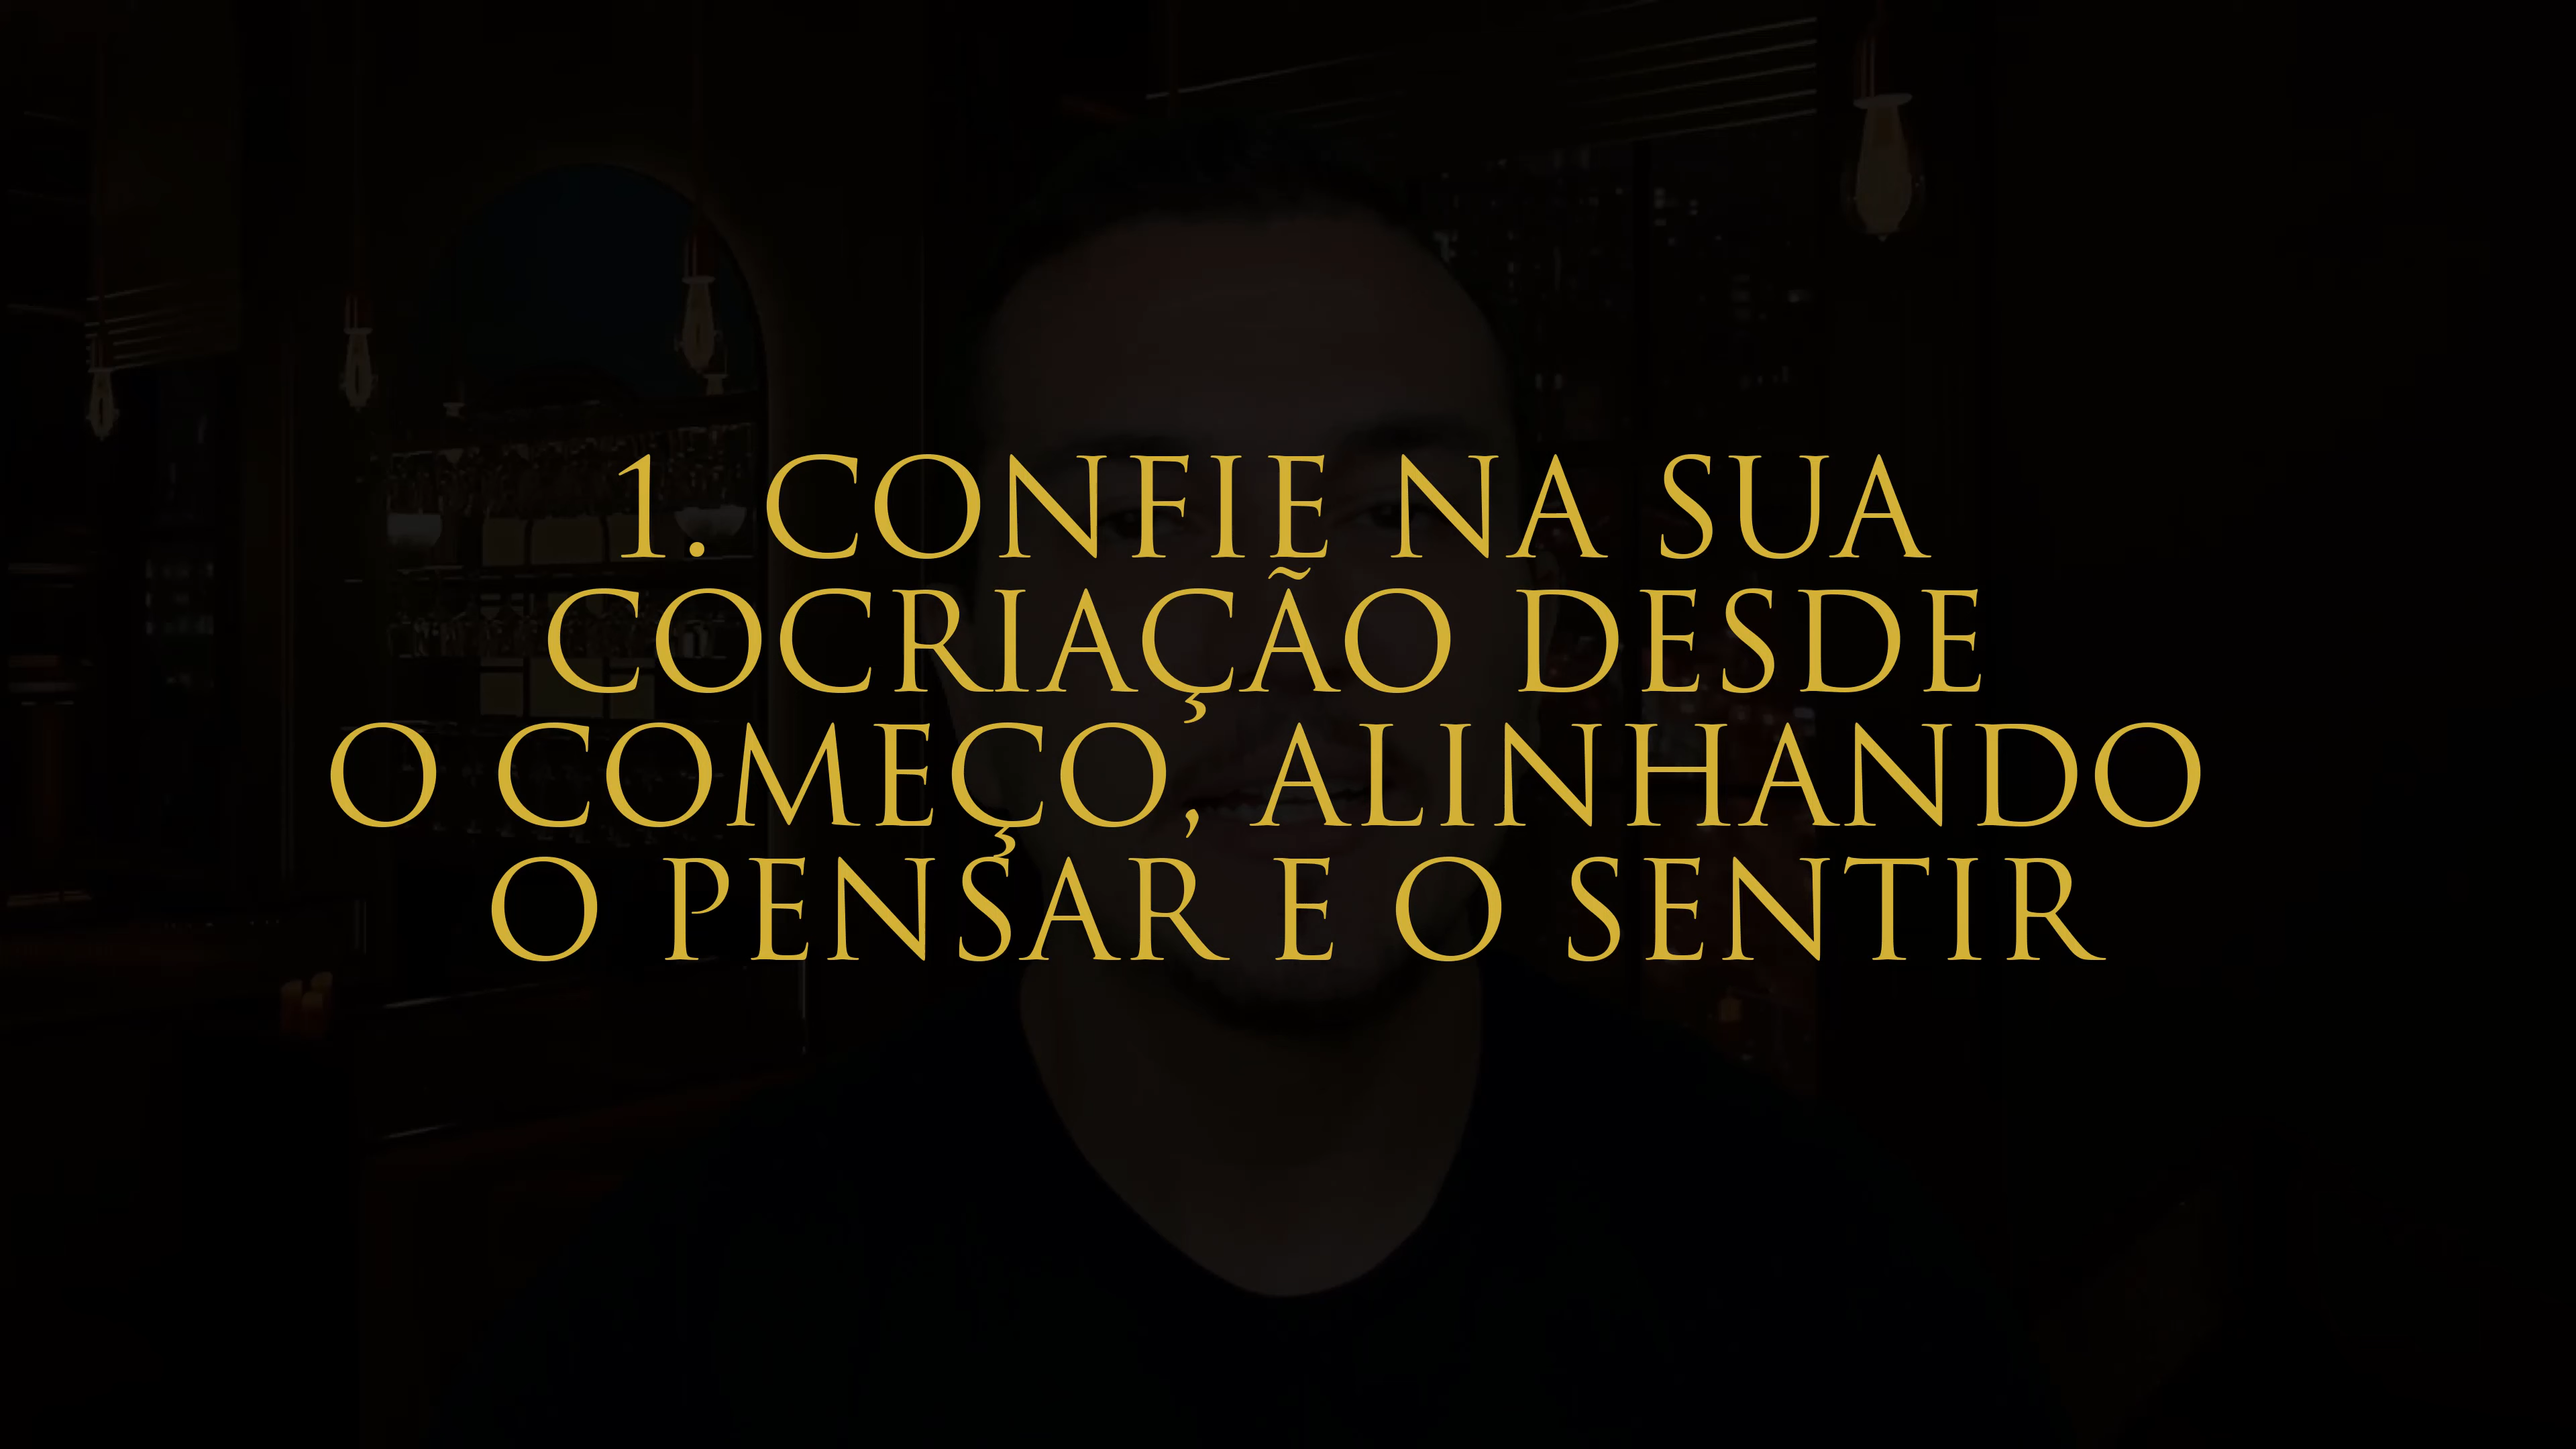 1. CONFIE NA SUA
COCRIAÇÃO DESDE
O COMEÇO, ALINHANDO
O PENSAR E O SENTIR